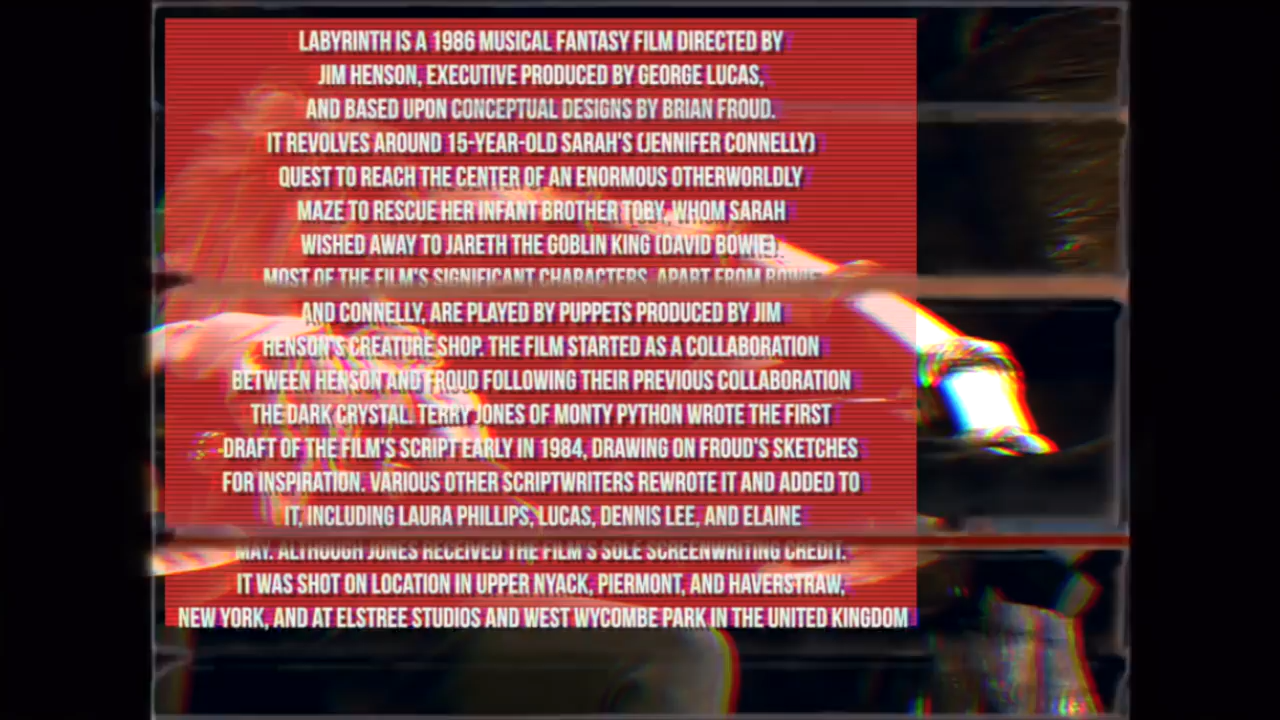 LABYRINTH IS A 1986 MUSICAL FANTASY FILM DIRECTED BY
JIM HENSON, EXECUTIVE PRODUCED BY GEORGE LUCAS,
AND BASED UPON CONCEPTUAL DESIGNS BY BRIAN FROUD.
IT REVOLVES AROUND 15-YEAR-OLD SARAH'S (JENNIFER CONNELLY)
QUEST TO REACH THE CENTER OF AN ENORMOUS OTHERWORLDLY
MAZE TO RESCUE HER INFANT BROTHER TOBY, WHOM SARAH
WISHED AWAY TO JARETH THE GOBLIN KING (DAVID BOWIE).
MOST OF THE FILM'S SIGNIFICANT CHARACTERS, APART FROM BOWIE
AND CONNELLY, ARE PLAYED BY PUPPETS PRODUCED BY JIM
HENSON'S CREATURE SHOP. THE FILM STARTED AS A COLLABORATION
BETWEEN HENSON AND FROUD FOLLOWING THEIR PREVIOUS COLLABORATION
THE DARK CRYSTAL. TERRY JONES OF MONTY PYTHON WROTE THE FIRST
DRAFT OF THE FILM'S SCRIPT EARLY IN 1984, DRAWING ON FROUD'S SKETCHES
FOR INSPIRATION. VARIOUS OTHER SCRIPTWRITERS REWROTE IT AND ADDED TO
IT, INCLUDING LAURA PHILLIPS, LUCAS, DENNIS LEE, AND ELAINE
MAY. ALTHOUGH JONES RECEIVED THE FILM'S SOLE SCREENWRITING CREDIT.
IT WAS SHOT ON LOCATION IN UPPER NYACK, PIERMONT, AND HAVERSTRAW,
NEW YORK, AND AT ELSTREE STUDIOS AND WEST WYCOMBE PARK IN THE UNITED KINGDOM